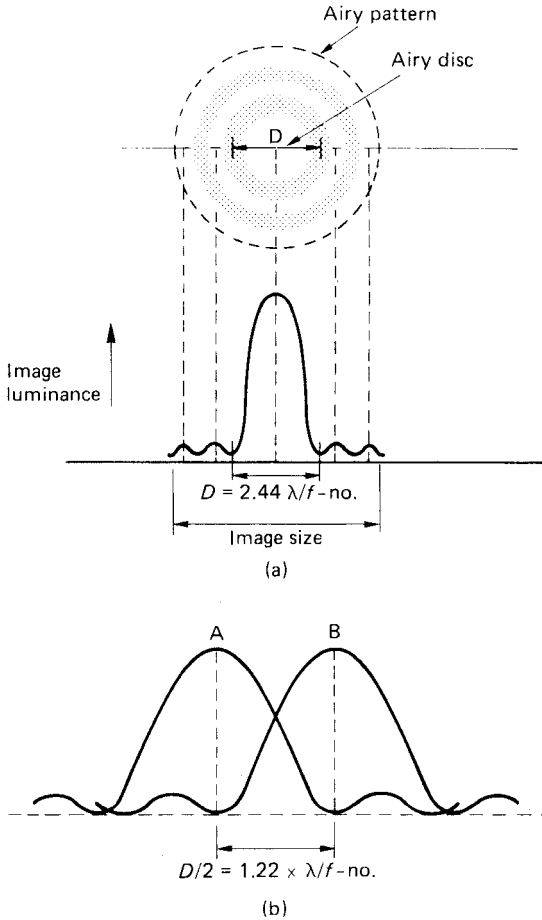 Airy pattern
Airy disc
D
Image
luminance
D = 2.44 λ/f-no.
Image size
(a)
A
B
D/2 = 1.22 × λ/f-no.
(b)